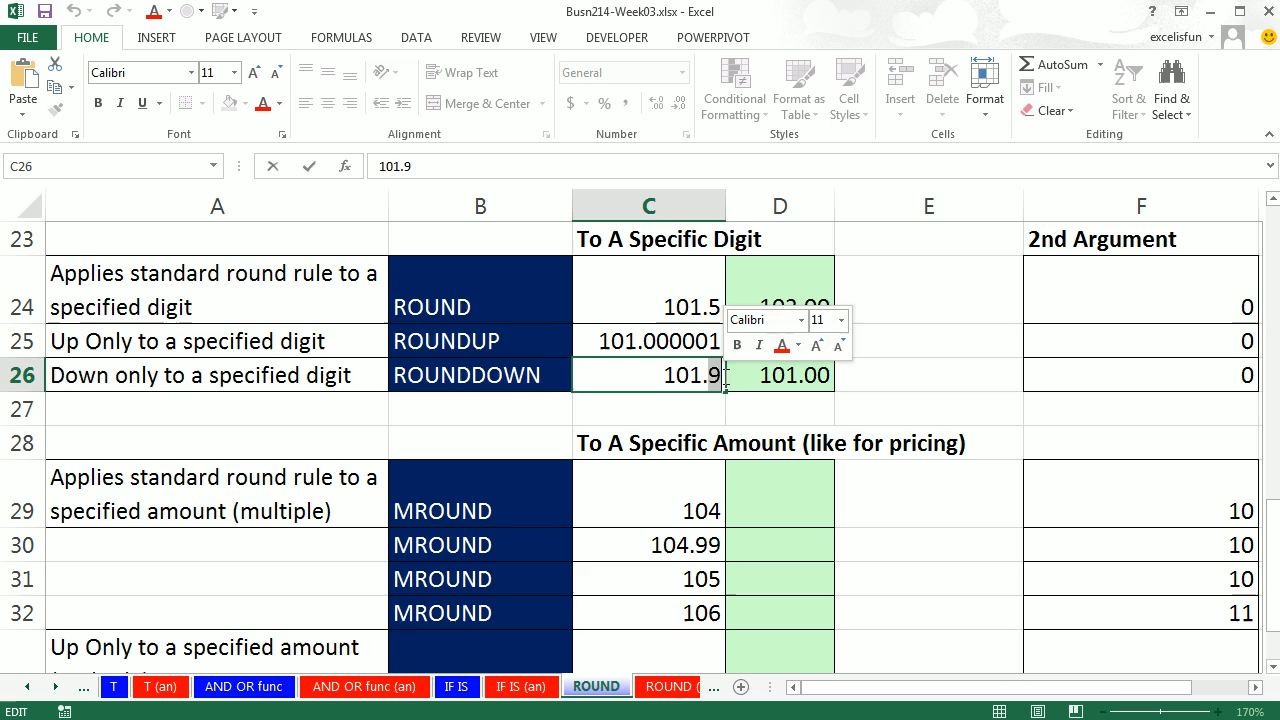 Busn214-Week03.xlsx - Excel
FILE HOME INSERT PAGE LAYOUT FORMULAS DATA REVIEW VIEW DEVELOPER POWERPIVOT excelisfun
Paste
Calibri 11
B I U
Clipboard
Font
Wrap Text
Merge & Center
Alignment
General
$ % ,
Number
Conditional Formatting
Format as Table
Cell Styles
Styles
Insert
Delete
Format
Cells
AutoSum
Fill
Clear
Sort & Filter
Find & Select
Editing
C26 fx 101.9
A B C D E F
23 To A Specific Digit 2nd Argument
Applies standard round rule to a
24 specified digit ROUND 101.5 102.00 0
25 Up Only to a specified digit ROUNDUP 101.000001 0
26 Down only to a specified digit ROUNDDOWN 101.9 101.00 0
Calibri 11
B I A A A
27
28 To A Specific Amount (like for pricing)
Applies standard round rule to a
29 specified amount (multiple) MROUND 104 10
30 MROUND 104.99 10
31 MROUND 105 10
32 MROUND 106 11
Up Only to a specified amount
... T T (an) AND OR func AND OR func (an) IF IS IF IS (an) ROUND ROUND ( ...
EDIT 170%